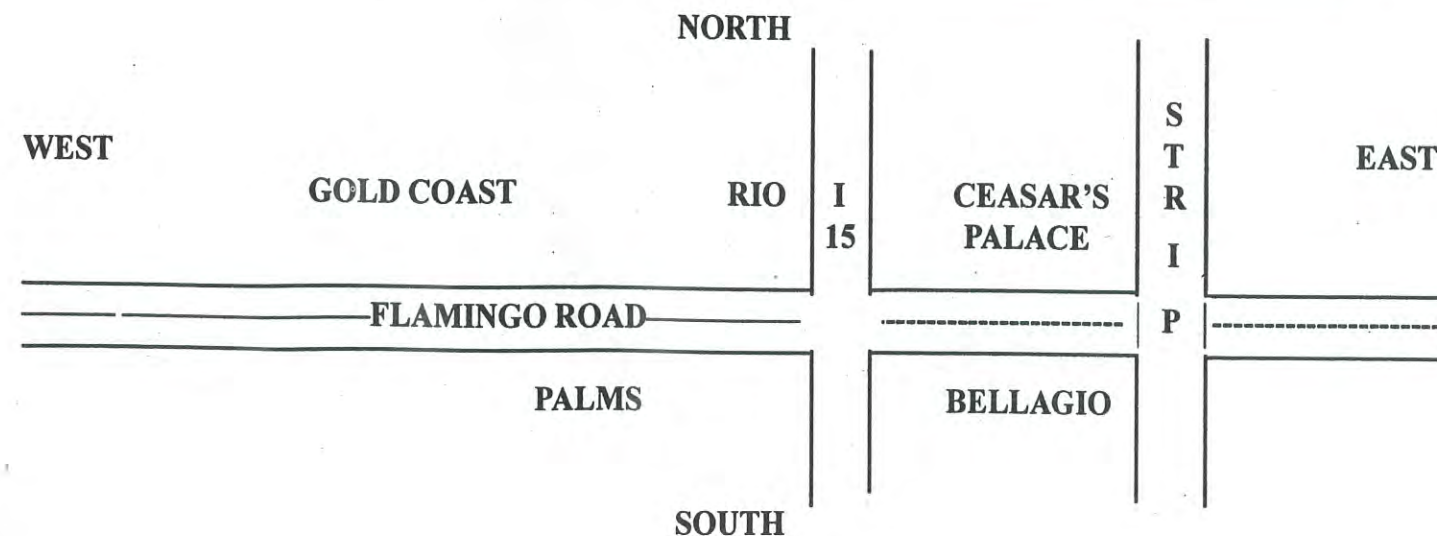 NORTH
WEST
EAST
GOLD COAST
RIO
I
15
CEASAR'S
PALACE
S
T
R
I
P
FLAMINGO ROAD
PALMS
BELLAGIO
SOUTH